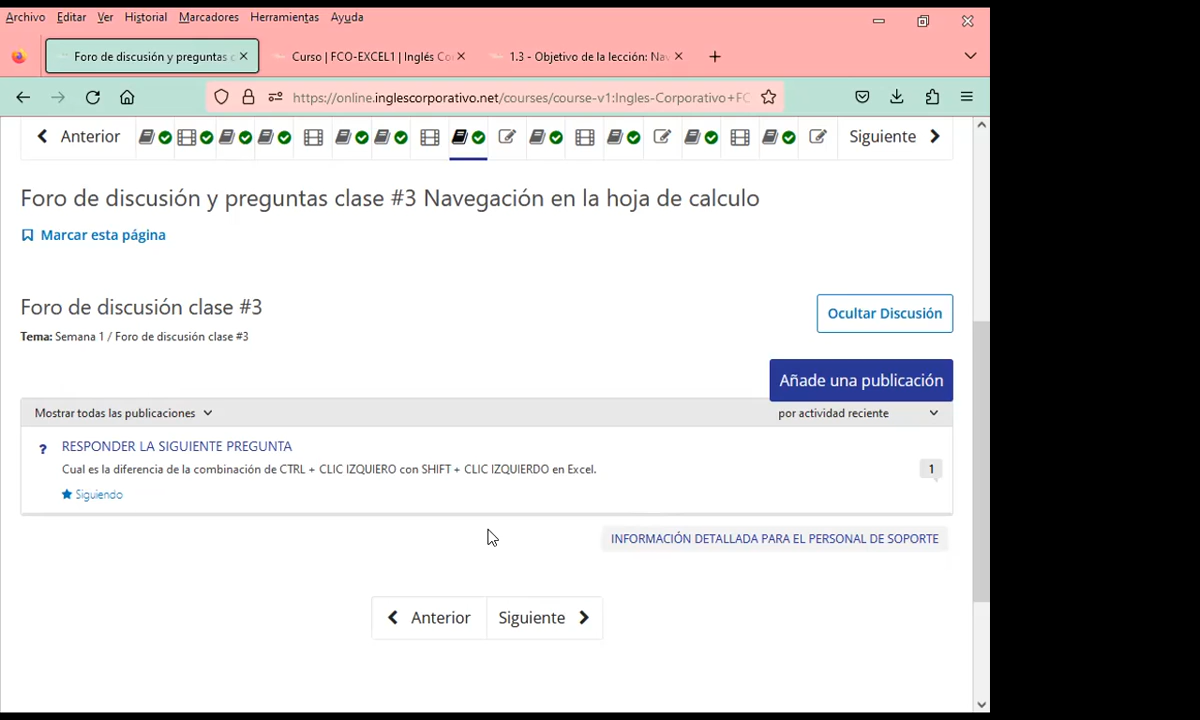 Archivo Editar Ver Historial Marcadores Herramientas Ayuda
Foro de discusión y preguntas c
Curso | FCO-EXCEL1 | Inglés Co
1.3 - Objetivo de la lección: Nav
https://online.inglescorporativo.net/courses/course-v1:Ingles-Corporativo+FC
Anterior
Siguiente
Foro de discusión y preguntas clase #3 Navegación en la hoja de calculo
Marcar esta página
Foro de discusión clase #3
Ocultar Discusión
Tema: Semana 1 / Foro de discusión clase #3
Añade una publicación
Mostrar todas las publicaciones
por actividad reciente
? RESPONDER LA SIGUIENTE PREGUNTA
Cual es la diferencia de la combinación de CTRL + CLIC IZQUIERO con SHIFT + CLIC IZQUIERDO en Excel.
1
Siguiendo
INFORMACIÓN DETALLADA PARA EL PERSONAL DE SOPORTE
Anterior
Siguiente